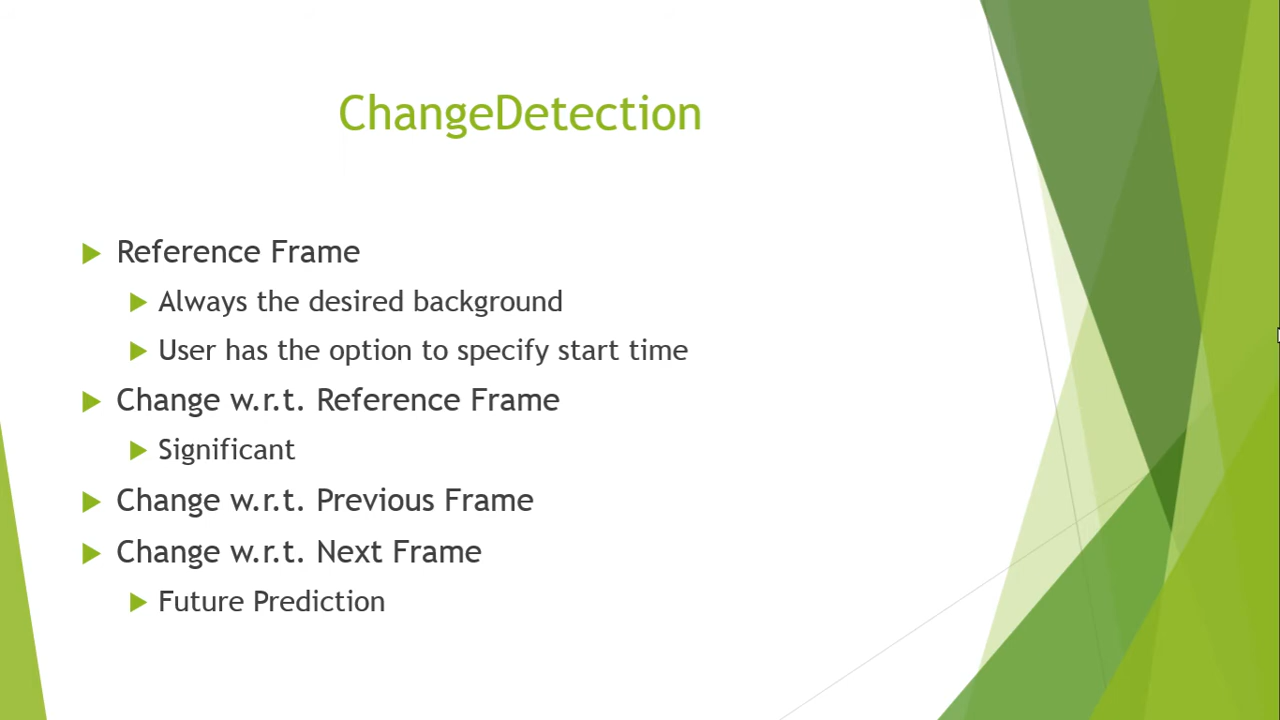 ChangeDetection
Reference Frame
Always the desired background
User has the option to specify start time
Change w.r.t. Reference Frame
Significant
Change w.r.t. Previous Frame
Change w.r.t. Next Frame
Future Prediction